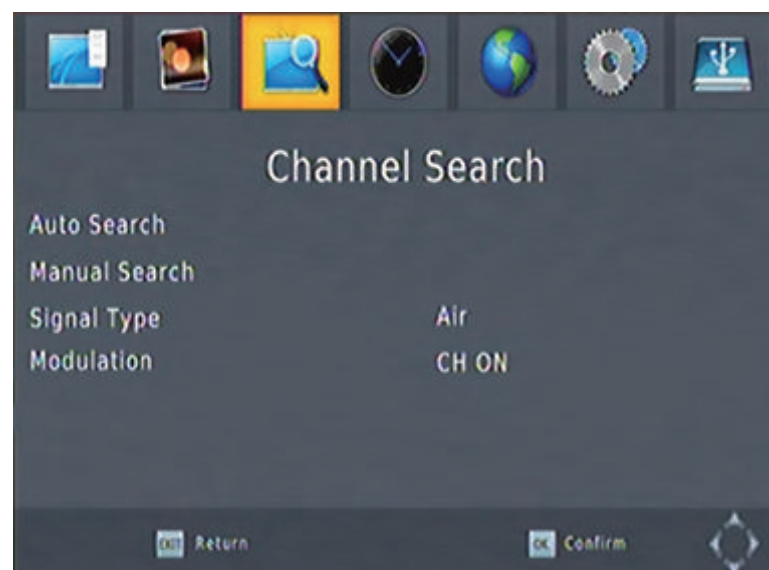 Channel Search
Auto Search
Manual Search
Signal Type Air
Modulation CH ON
EXIT Return OK Confirm